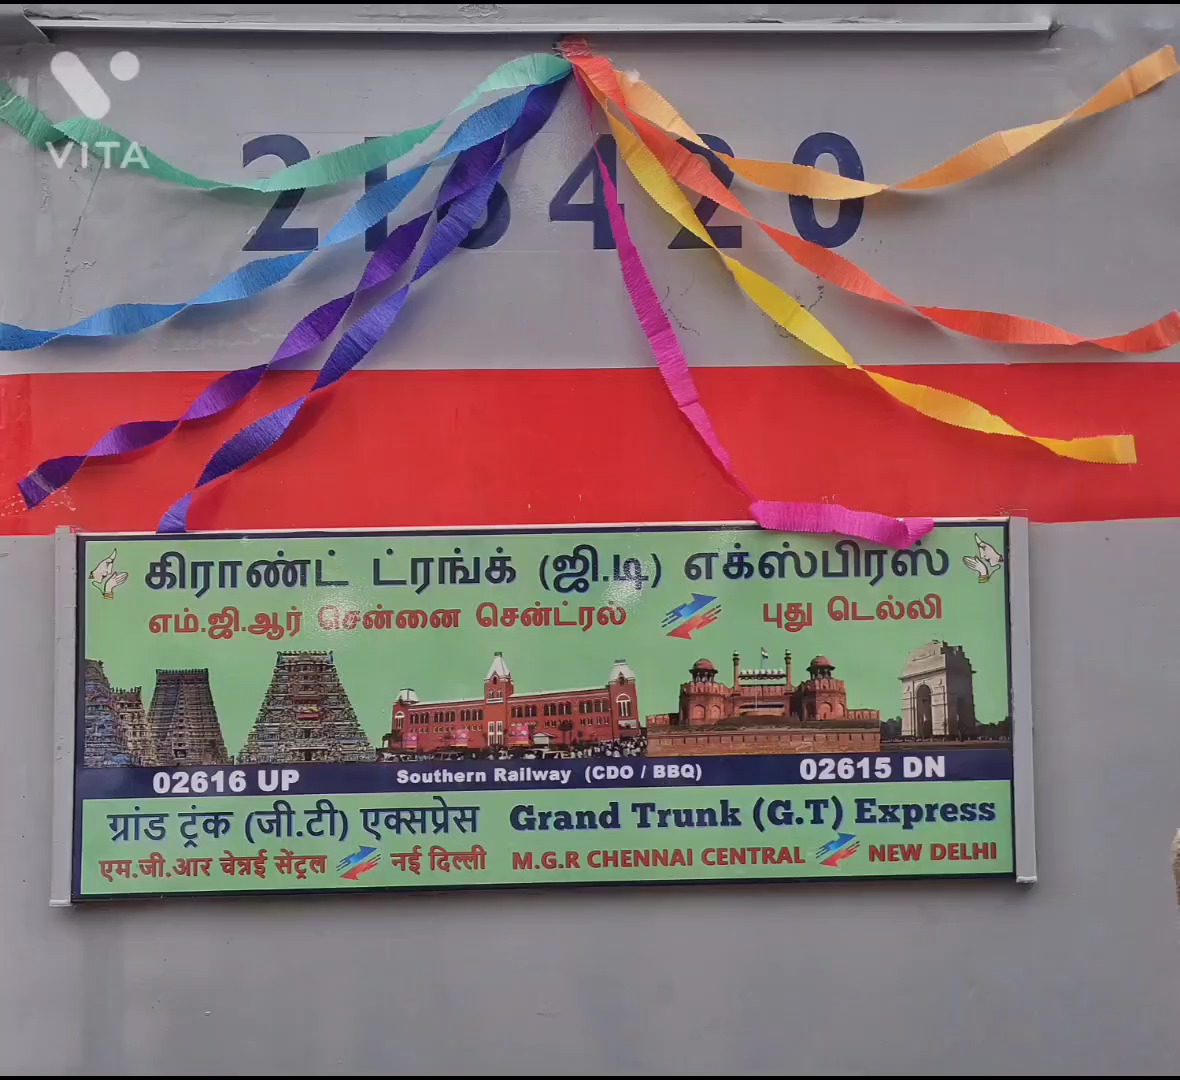 VITA
216420
கிராண்ட் ட்ரங்க் (ஜி.டி) எக்ஸ்பிரஸ்
எம்.ஜி.ஆர் சென்னை சென்ட்ரல் புது டெல்லி
02616 UP Southern Railway (CDO / BBQ) 02615 DN
ग्रांड ट्रंक (जी.टी) एक्सप्रेस Grand Trunk (G.T) Express
एम.जी.आर चेन्नई सेंट्रल नई दिल्ली M.G.R CHENNAI CENTRAL NEW DELHI